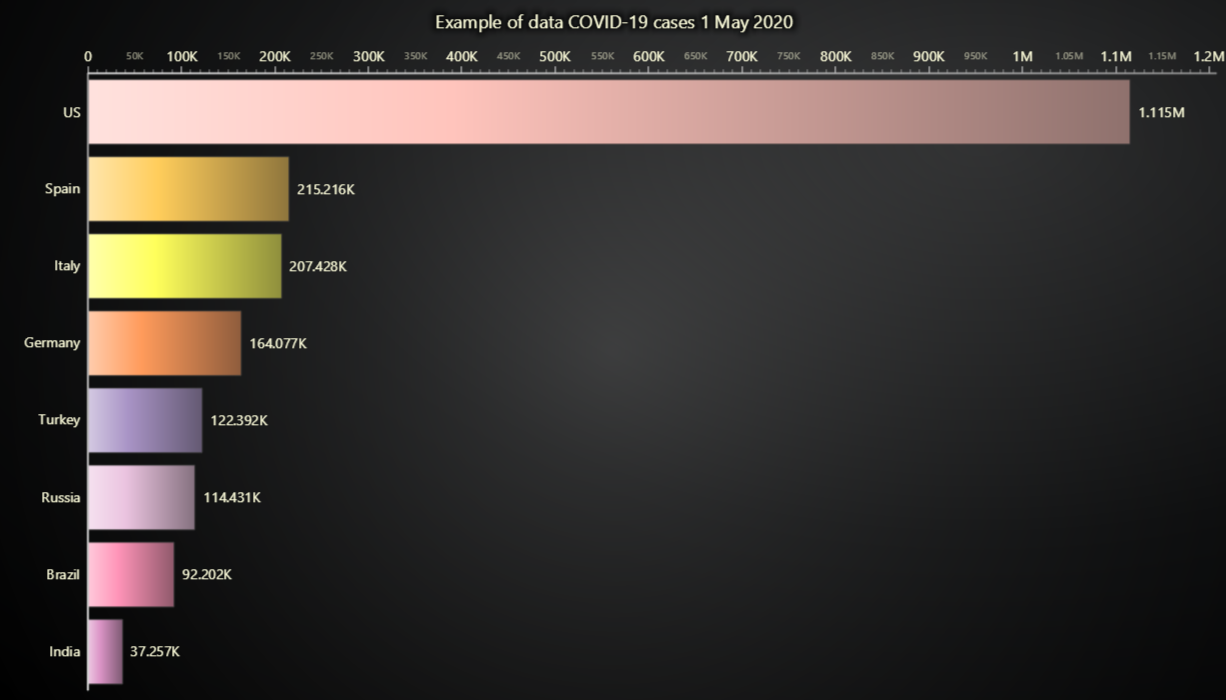 Example of data COVID-19 cases 1 May 2020
0 50K 100K 150K 200K 250K 300K 350K 400K 450K 500K 550K 600K 650K 700K 750K 800K 850K 900K 950K 1M 1.05M 1.1M 1.15M 1.2M
US 1.115M
Spain 215.216K
Italy 207.428K
Germany 164.077K
Turkey 122.392K
Russia 114.431K
Brazil 92.202K
India 37.257K